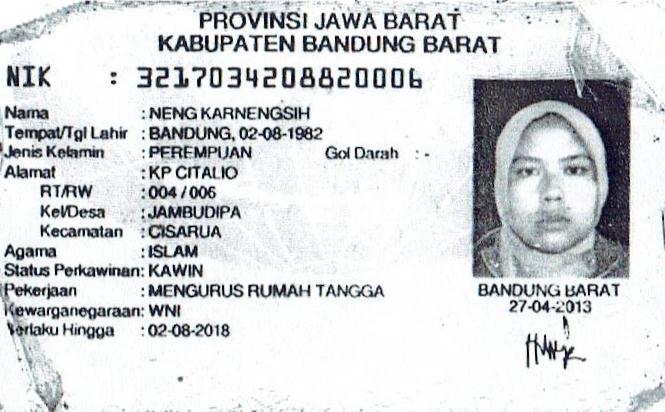 PROVINSI JAWA BARAT
KABUPATEN BANDUNG BARAT
NIK : 3217034208820006
Nama : NENG KARNENGSIH
Tempat/Tgl Lahir : BANDUNG, 02-08-1982
Jenis Kelamin : PEREMPUAN Gol Darah : -
Alamat : KP CITALIO
RT/RW : 004 / 006
Kel/Desa : JAMBUDIPA
Kecamatan : CISARUA
Agama : ISLAM
Status Perkawinan: KAWIN
Pekerjaan : MENGURUS RUMAH TANGGA
Kewarganegaraan: WNI
Berlaku Hingga : 02-08-2018
BANDUNG BARAT
27-04-2013